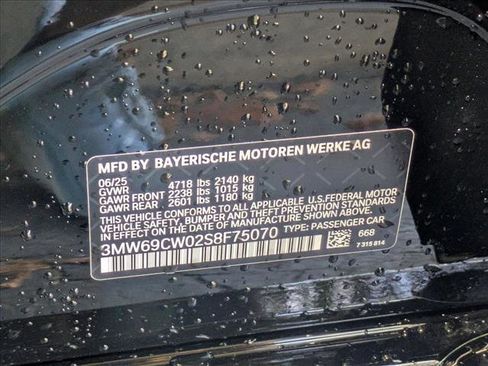 MFD BY BAYERISCHE MOTOREN WERKE AG
06/25
GVWR 4718 lbs 2140 kg
GAWR FRONT 2238 lbs 1015 kg
GAWR REAR 2601 lbs 1180 kg
THIS VEHICLE CONFORMS TO ALL APPLICABLE U.S.FEDERAL MOTOR
VEHICLE SAFETY, BUMPER, AND THEFT PREVENTION STANDARDS
IN EFFECT ON THE DATE OF MANUFACTURE SHOWN ABOVE.
3MW69CW02S8F75070 TYPE: PASSENGER CAR
668
7 315 814